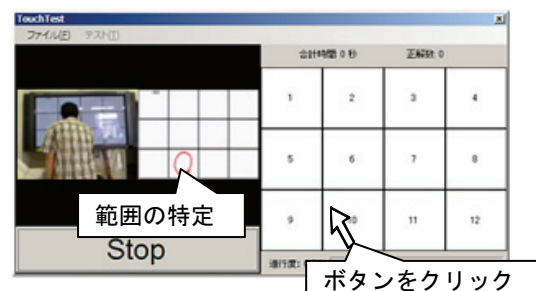 TouchTest
ファイル(F) テスト(T)
合計時間 0 秒 正解数: 0
1 2 3 4
5 6 7 8
範囲の特定
9 10 11 12
Stop
進行度:
ボタンをクリック